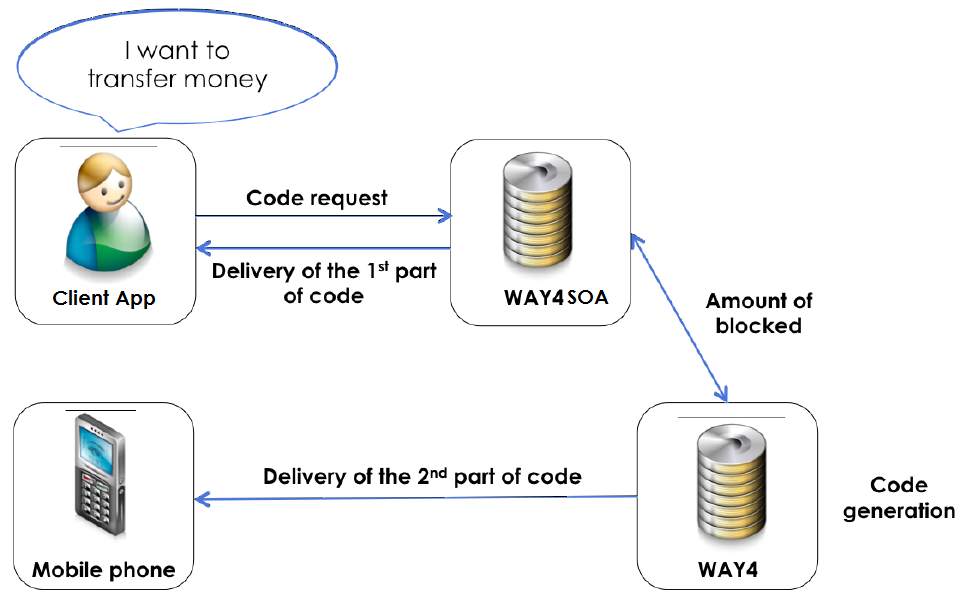 I want to
transfer money
Code request
Delivery of the 1st part
of code
Client App
WAY4SOA
Amount of
blocked
Delivery of the 2nd part of code
Code
generation
Mobile phone
WAY4